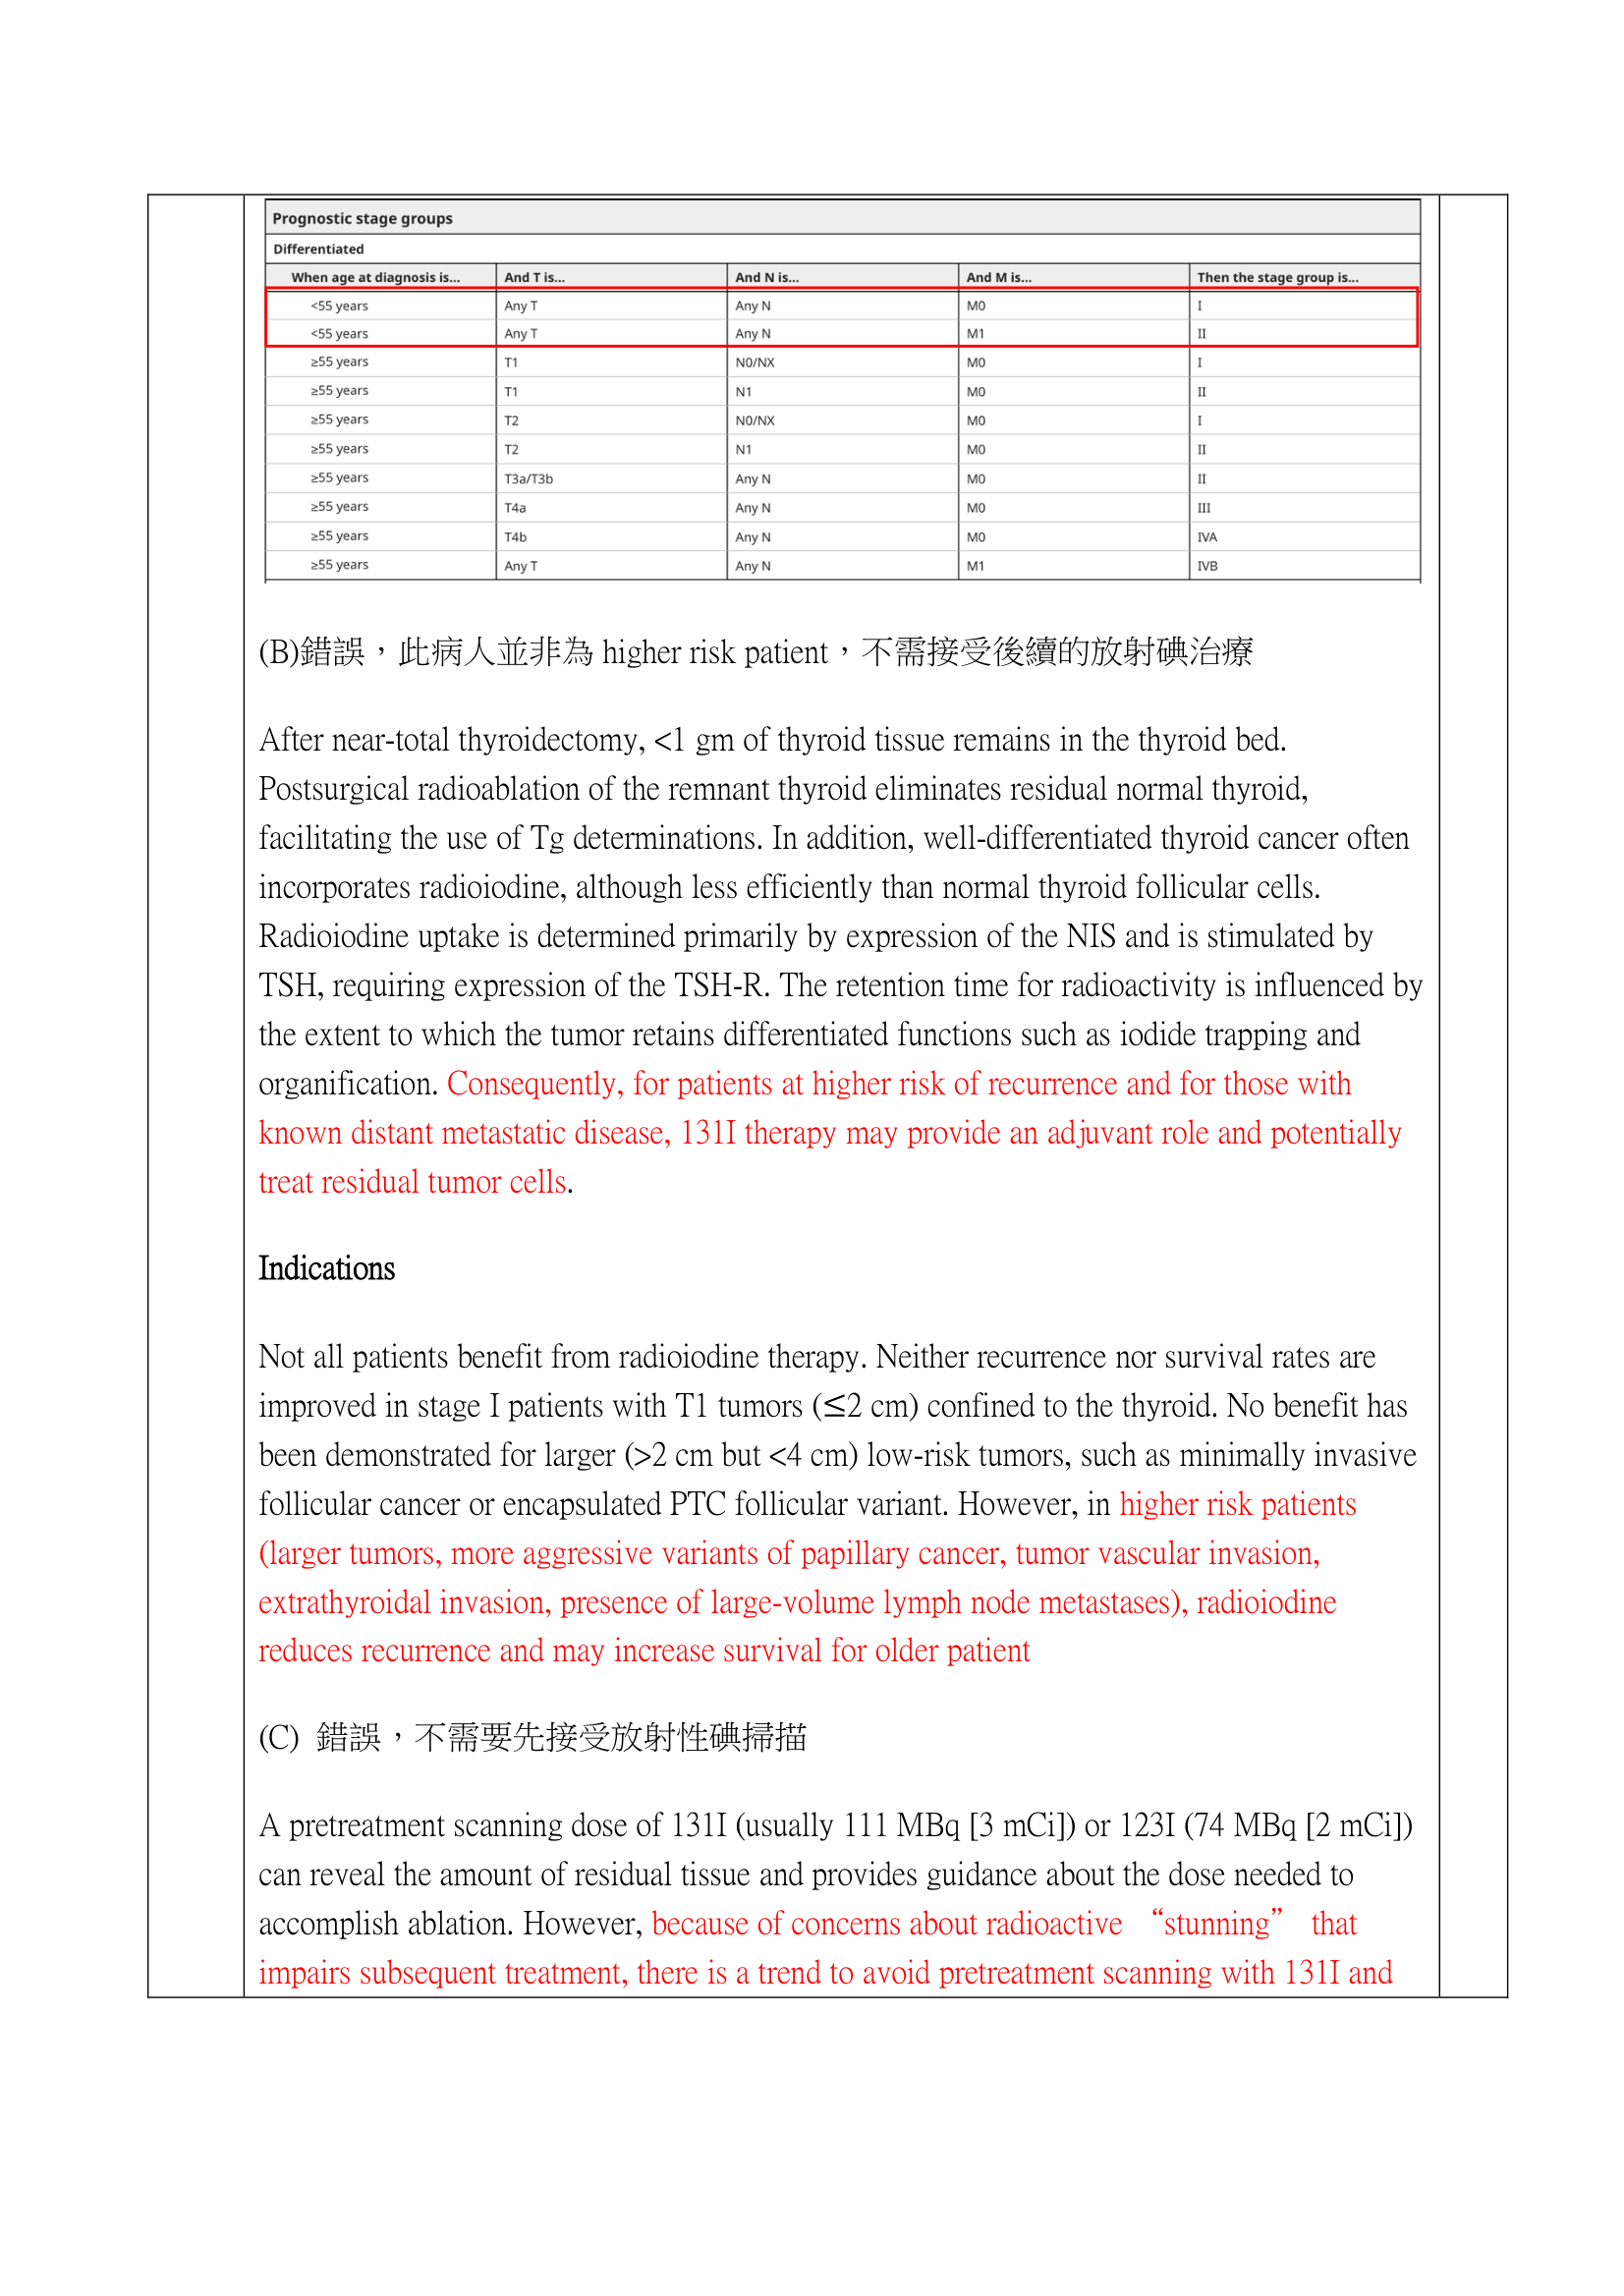 Prognostic stage groups
Differentiated
When age at diagnosis is... And T is... And N is... And M is... Then the stage group is...
<55 years Any T Any N M0 I
<55 years Any T Any N M1 II
≥55 years T1 N0/NX M0 I
≥55 years T1 N1 M0 II
≥55 years T2 N0/NX M0 I
≥55 years T2 N1 M0 II
≥55 years T3a/T3b Any N M0 II
≥55 years T4a Any N M0 III
≥55 years T4b Any N M0 IVA
≥55 years Any T Any N M1 IVB
(B)錯誤，此病人並非為 higher risk patient，不需接受後續的放射碘治療
After near-total thyroidectomy, <1 gm of thyroid tissue remains in the thyroid bed.
Postsurgical radioablation of the remnant thyroid eliminates residual normal thyroid,
facilitating the use of Tg determinations. In addition, well-differentiated thyroid cancer often
incorporates radioiodine, although less efficiently than normal thyroid follicular cells.
Radioiodine uptake is determined primarily by expression of the NIS and is stimulated by
TSH, requiring expression of the TSH-R. The retention time for radioactivity is influenced by
the extent to which the tumor retains differentiated functions such as iodide trapping and
organification. Consequently, for patients at higher risk of recurrence and for those with
known distant metastatic disease, 131I therapy may provide an adjuvant role and potentially
treat residual tumor cells.
Indications
Not all patients benefit from radioiodine therapy. Neither recurrence nor survival rates are
improved in stage I patients with T1 tumors (≤2 cm) confined to the thyroid. No benefit has
been demonstrated for larger (>2 cm but <4 cm) low-risk tumors, such as minimally invasive
follicular cancer or encapsulated PTC follicular variant. However, in higher risk patients
(larger tumors, more aggressive variants of papillary cancer, tumor vascular invasion,
extrathyroidal invasion, presence of large-volume lymph node metastases), radioiodine
reduces recurrence and may increase survival for older patient
(C) 錯誤，不需要先接受放射性碘掃描
A pretreatment scanning dose of 131I (usually 111 MBq [3 mCi]) or 123I (74 MBq [2 mCi])
can reveal the amount of residual tissue and provides guidance about the dose needed to
accomplish ablation. However, because of concerns about radioactive “stunning” that
impairs subsequent treatment, there is a trend to avoid pretreatment scanning with 131I and